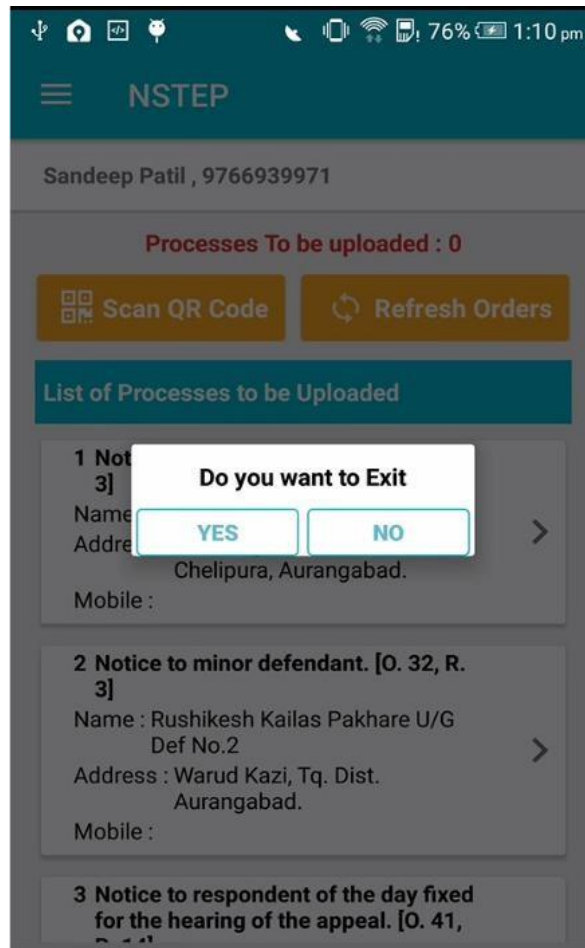 76% 1:10 pm
NSTEP
Sandeep Patil , 9766939971
Processes To be uploaded : 0
Scan QR Code
Refresh Orders
List of Processes to be Uploaded
1 Not
3]
Name
Addre
Chelipura, Aurangabad.
Mobile :
Do you want to Exit
YES
NO
2 Notice to minor defendant. [O. 32, R.
3]
Name : Rushikesh Kailas Pakhare U/G
Def No.2
Address : Warud Kazi, Tq. Dist.
Aurangabad.
Mobile :
3 Notice to respondent of the day fixed
for the hearing of the appeal. [O. 41,